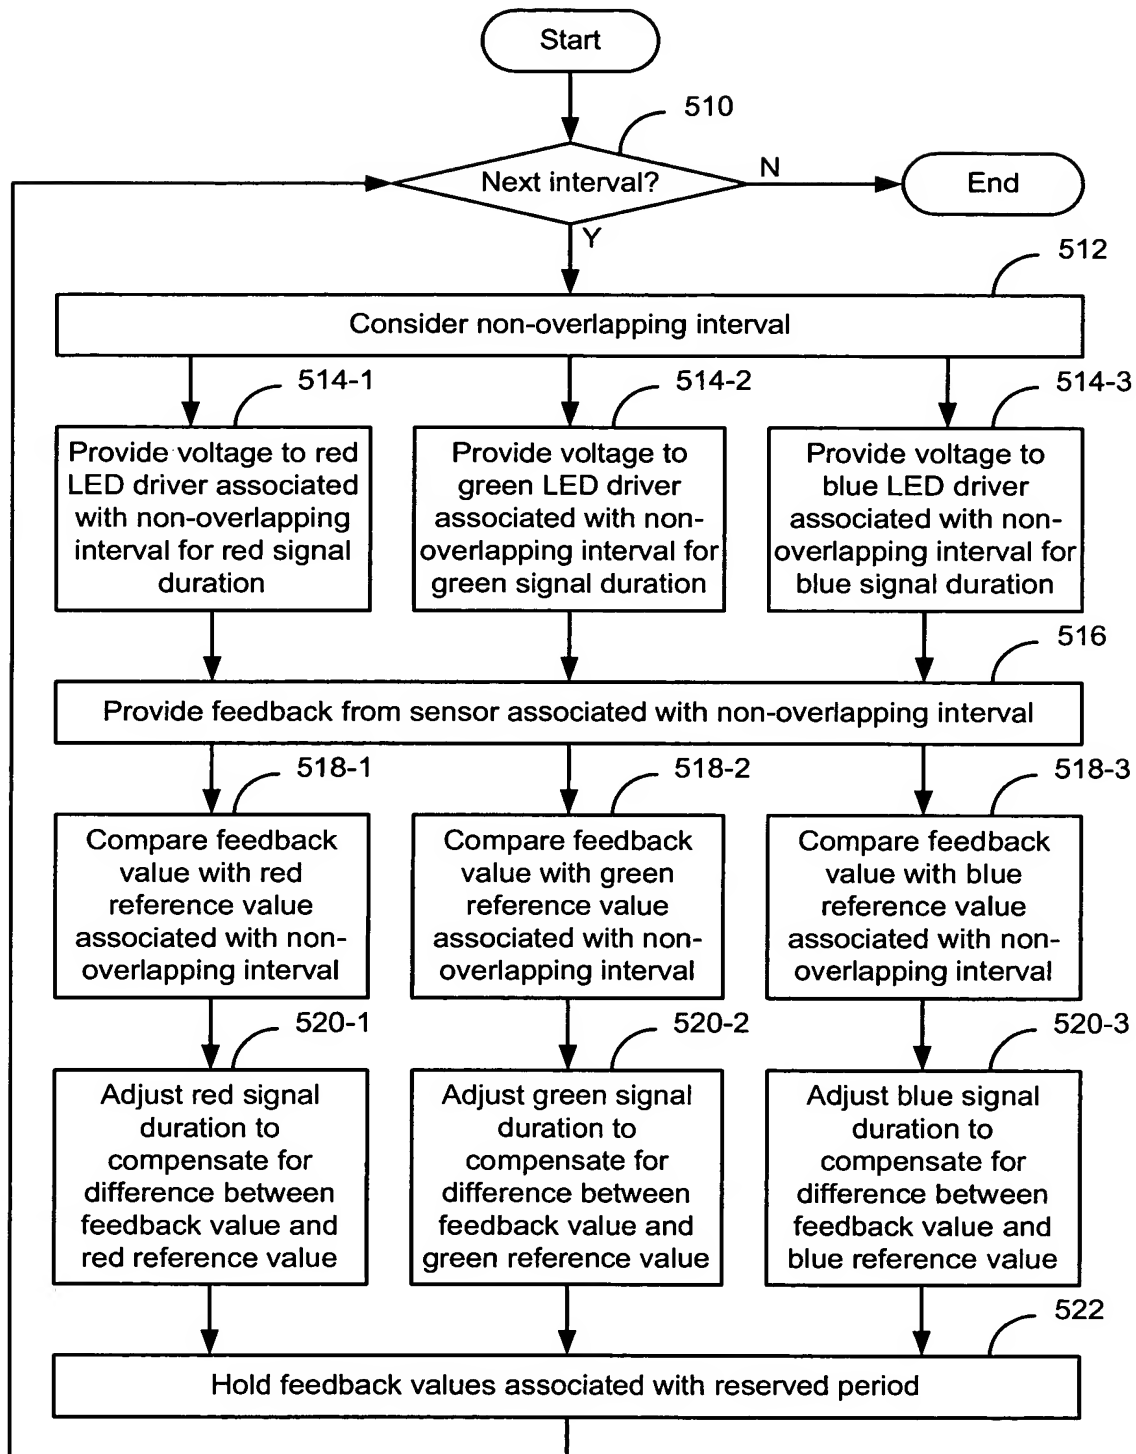 Start
510
Next interval?
N
End
Y
512
Consider non-overlapping interval
514-1
514-2
514-3
Provide voltage to red
LED driver associated
with non-overlapping
interval for red signal
duration
Provide voltage to
green LED driver
associated with non-
overlapping interval for
green signal duration
Provide voltage to
blue LED driver
associated with non-
overlapping interval for
blue signal duration
516
Provide feedback from sensor associated with non-overlapping interval
518-1
518-2
518-3
Compare feedback
value with red
reference value
associated with non-
overlapping interval
Compare feedback
value with green
reference value
associated with non-
overlapping interval
Compare feedback
value with blue
reference value
associated with non-
overlapping interval
520-1
520-2
520-3
Adjust red signal
duration to
compensate for
difference between
feedback value and
red reference value
Adjust green signal
duration to
compensate for
difference between
feedback value and
green reference value
Adjust blue signal
duration to
compensate for
difference between
feedback value and
blue reference value
522
Hold feedback values associated with reserved period